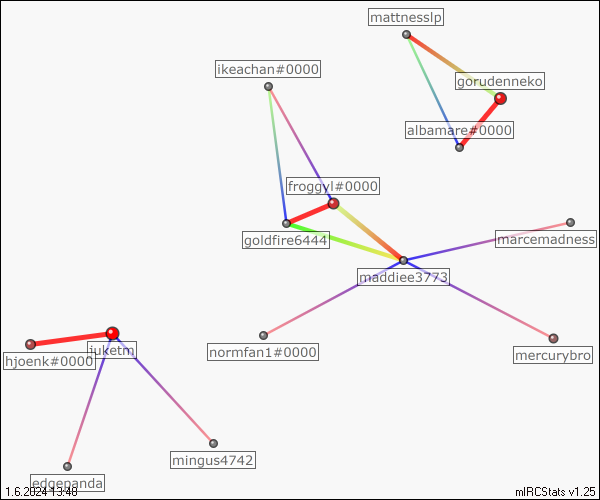 mattnesslp
ikeachan#0000
gorudenneko
albamare#0000
froggyl#0000
goldfire6444
marcemadness
maddiee3773
normfan1#0000
mercurybro
juketm
hjoenk#0000
mingus4742
edgepanda
1.6.2024 13:48
mIRCStats v1.25